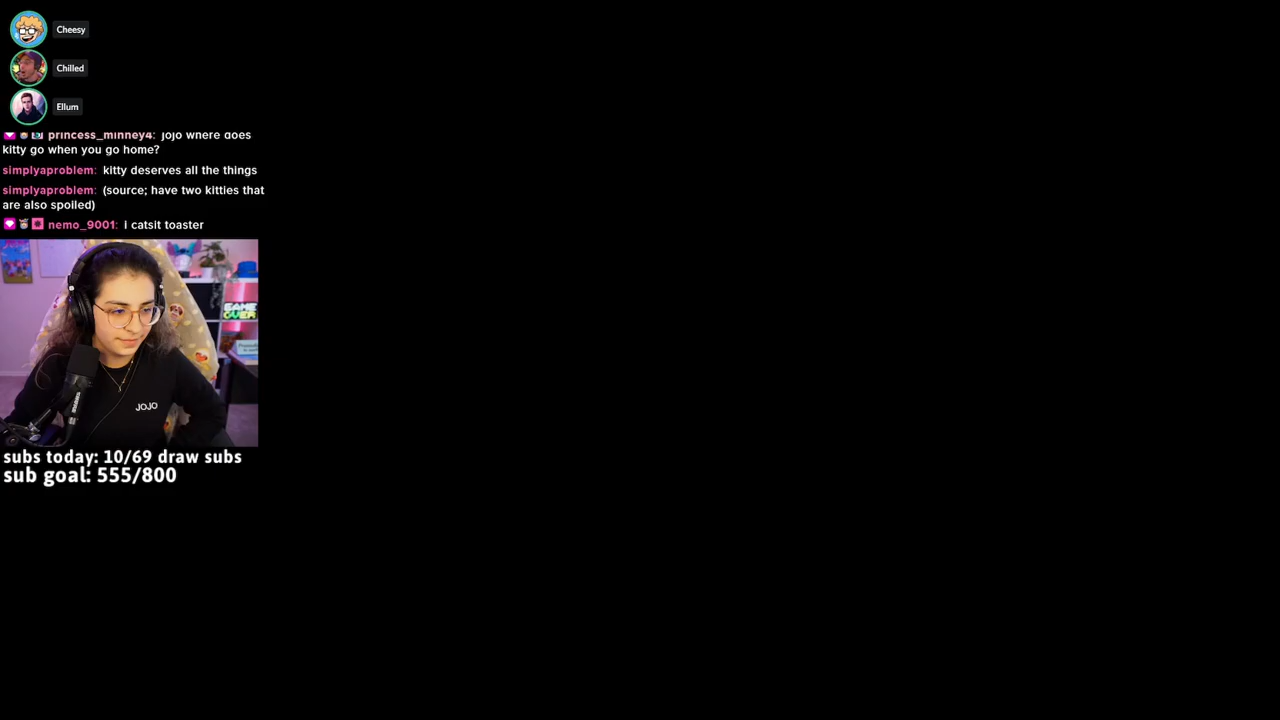 Cheesy
Chilled
Ellum
princess_minney4: jojo where does
kitty go when you go home?
simplyaproblem: kitty deserves all the things
simplyaproblem: (source; have two kitties that
are also spoiled)
nemo_9001: i catsit toaster
GAME
OVER
JOJO
subs today: 10/69 draw subs
sub goal: 555/800